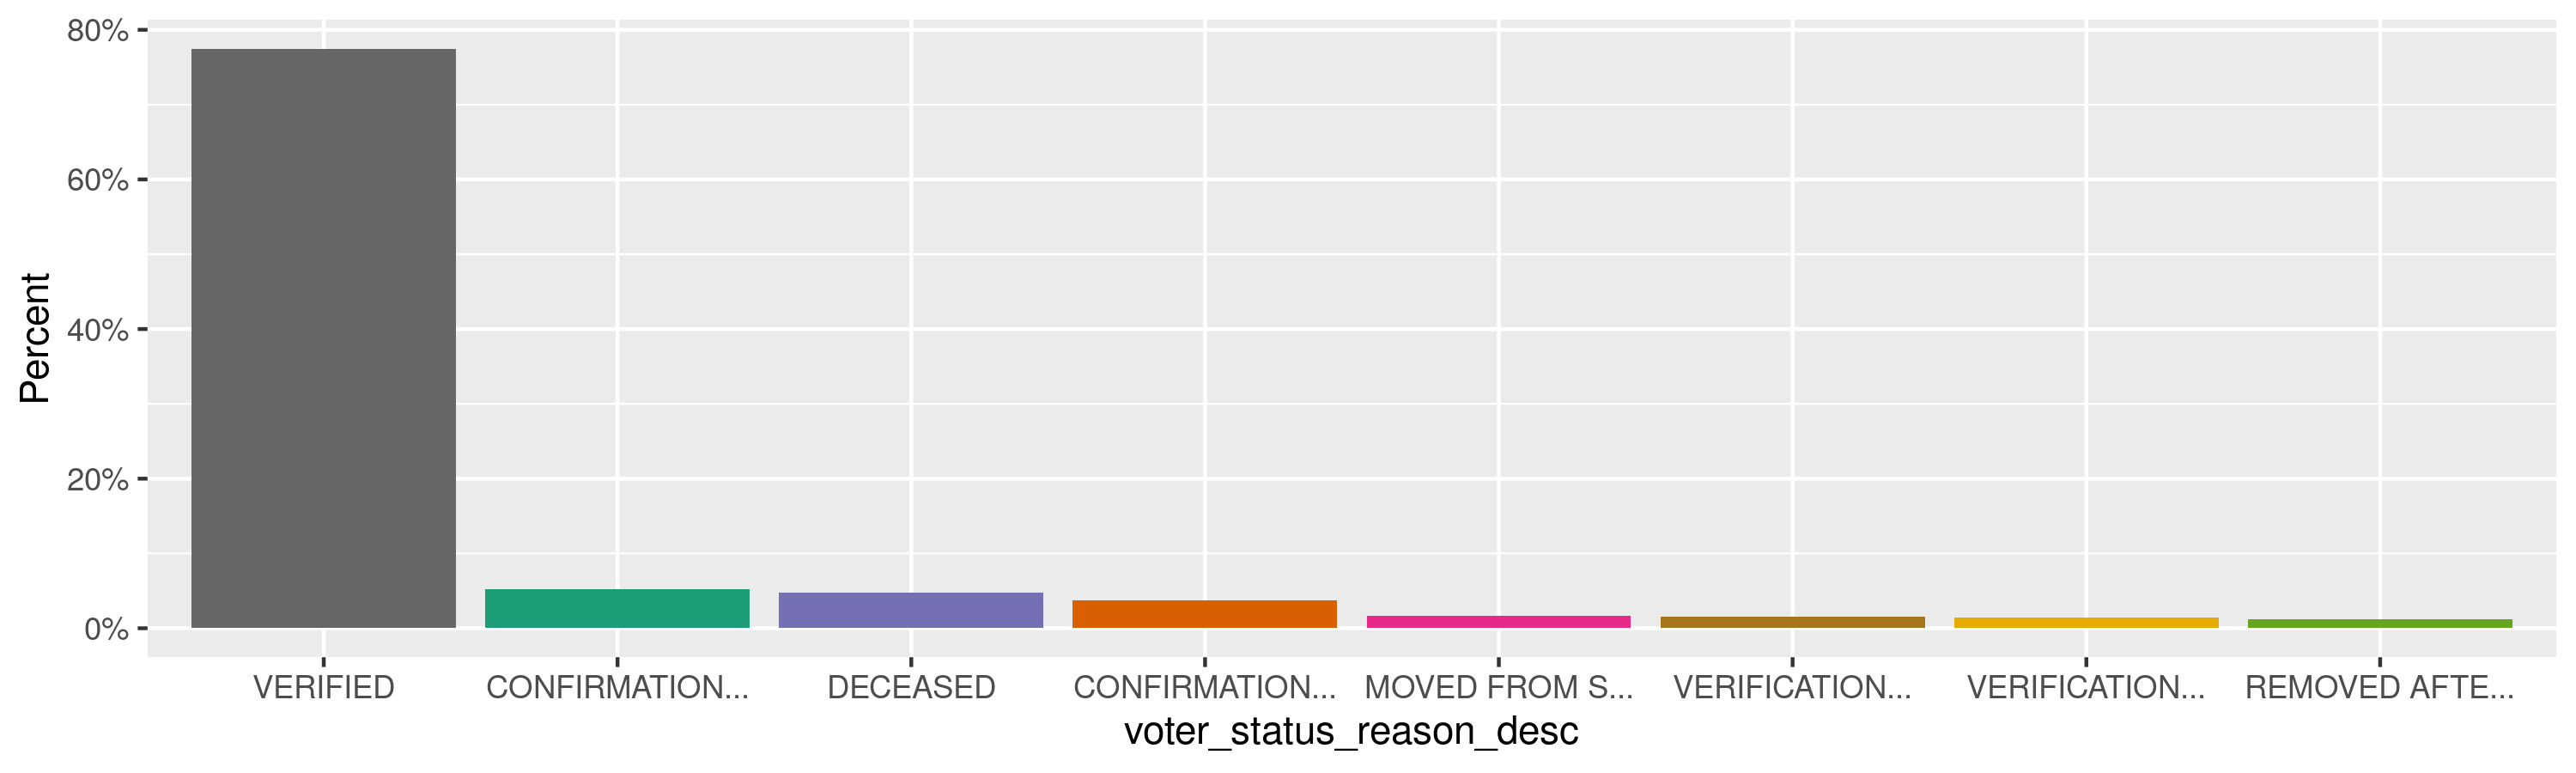 80%
60%
40%
20%
0%
Percent
VERIFIED
CONFIRMATION...
DECEASED
CONFIRMATION...
MOVED FROM S...
VERIFICATION...
VERIFICATION...
REMOVED AFTE...
voter_status_reason_desc